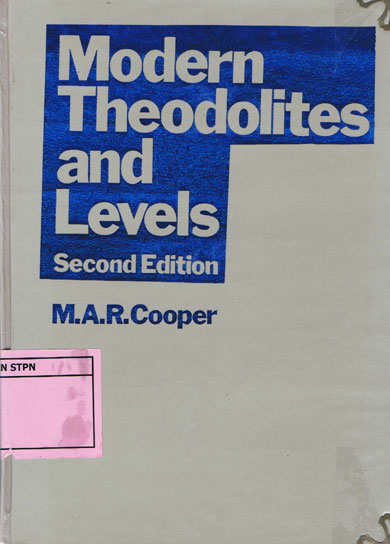 Modern
Theodolites
and
Levels
Second Edition
M.A.R.Cooper
N STPN